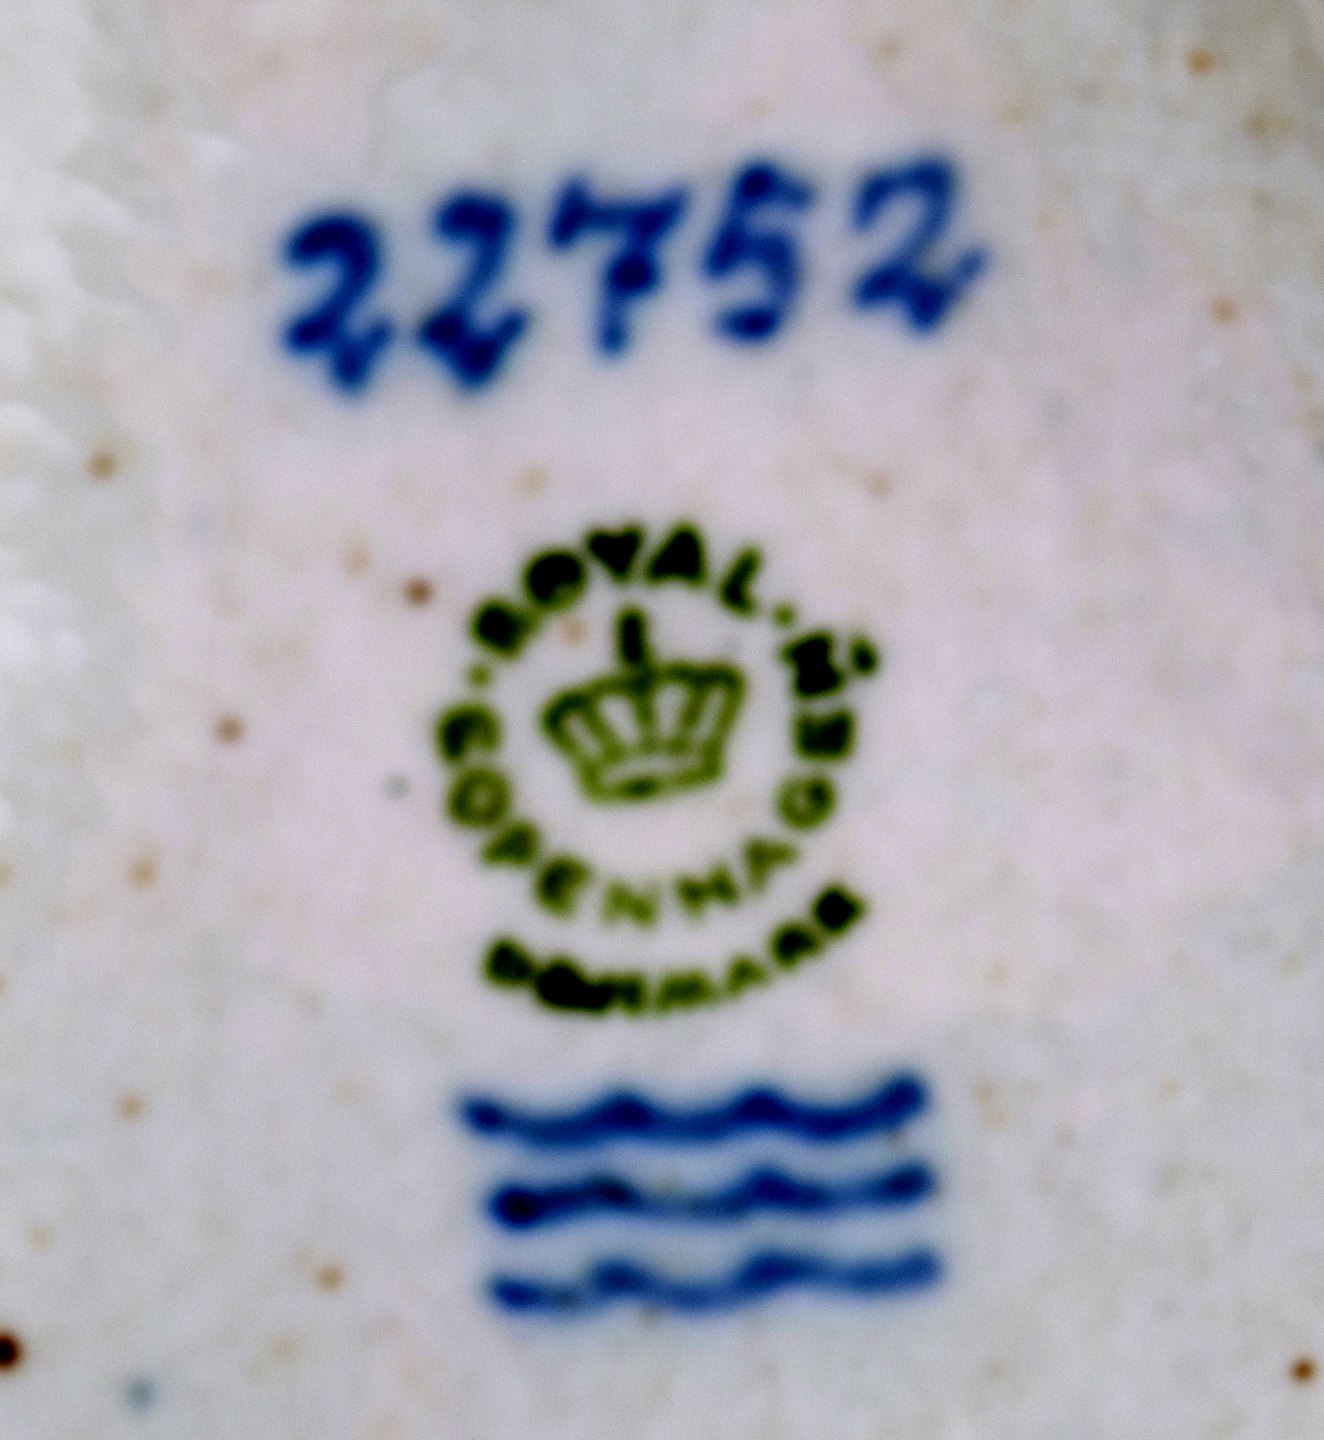 22752
ROYAL · COPENHAGEN ·
DENMARK